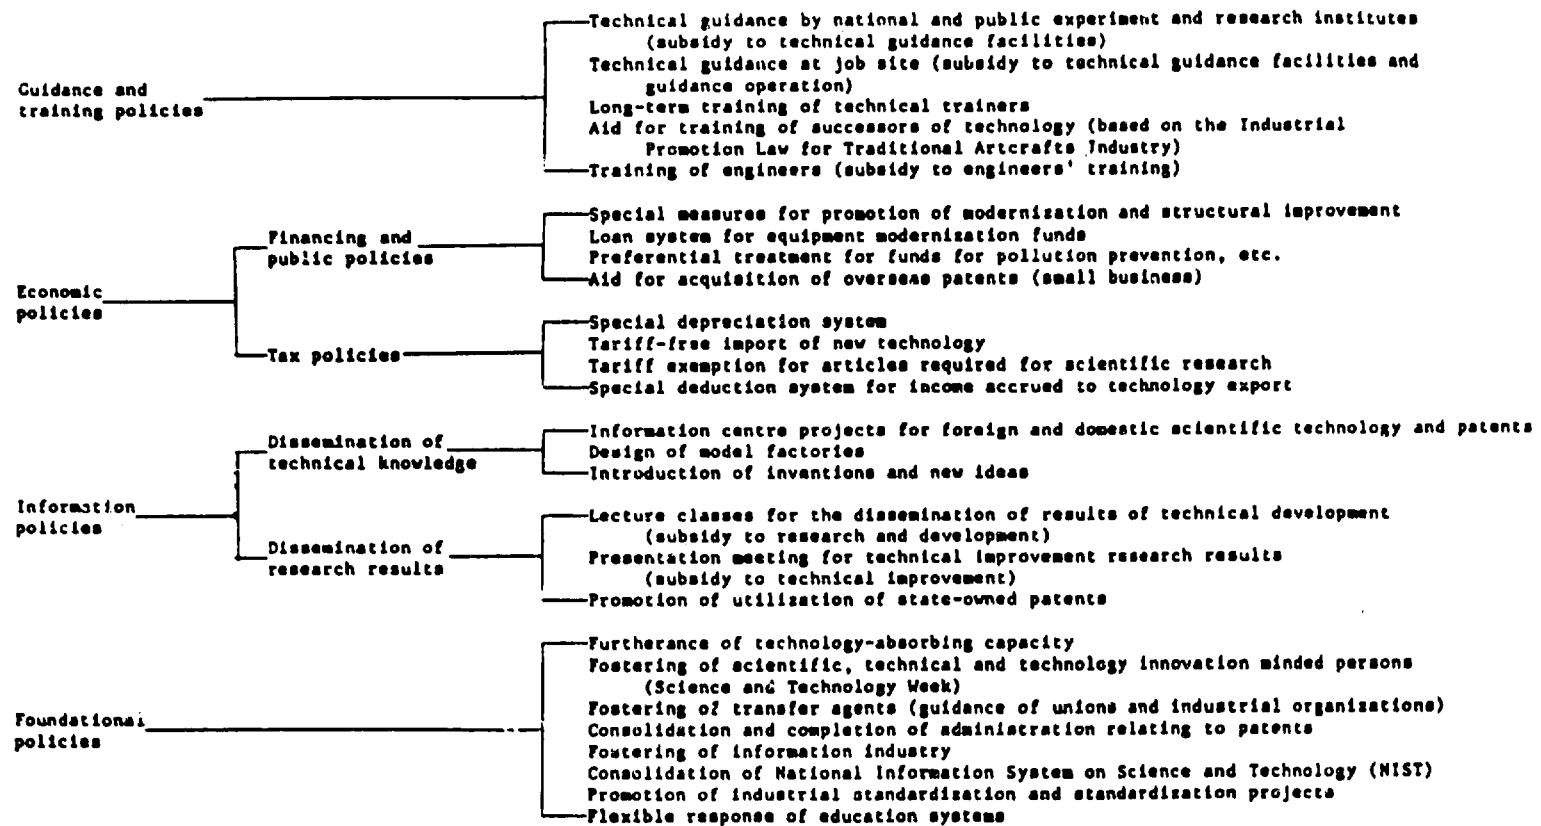 Technical guidance by national and public experiment and research institutes
(subsidy to technical guidance facilities)
Technical guidance at job site (subsidy to technical guidance facilities and
guidance operation)
Guidance and
training policies
Long-term training of technical trainers
Aid for training of successors of technology (based on the Industrial
Promotion Law for Traditional Artcrafts Industry)
Training of engineers (subsidy to engineers' training)
Economic
policies
Financing and
public policies
Special measures for promotion of modernization and structural improvement
Loan system for equipment modernization funds
Preferential treatment for funds for pollution prevention, etc.
Aid for acquisition of overseas patents (small business)
Tax policies
Special depreciation system
Tariff-free import of new technology
Tariff exemption for articles required for scientific research
Special deduction system for income accrued to technology export
Information
policies
Dissemination of
technical knowledge
Information centre projects for foreign and domestic scientific technology and patents
Design of model factories
Introduction of inventions and new ideas
Dissemination of
research results
Lecture classes for the dissemination of results of technical development
(subsidy to research and development)
Presentation meeting for technical improvement research results
(subsidy to technical improvement)
Promotion of utilization of state-owned patents
Foundational
policies
Furtherance of technology-absorbing capacity
Fostering of scientific, technical and technology innovation minded persons
(Science and Technology Week)
Fostering of transfer agents (guidance of unions and industrial organizations)
Consolidation and completion of administration relating to patents
Fostering of information industry
Consolidation of National Information System on Science and Technology (NIST)
Promotion of industrial standardization and standardization projects
Flexible response of education systems